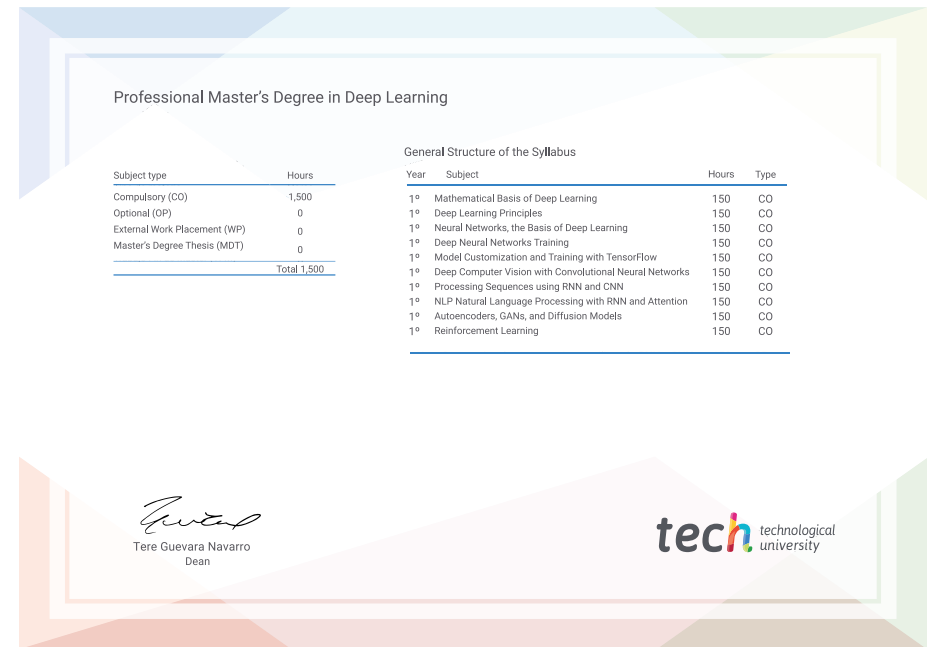 Professional Master's Degree in Deep Learning
General Structure of the Syllabus
Subject type Hours
Compulsory (CO) 1,500
Optional (OP) 0
External Work Placement (WP) 0
Master's Degree Thesis (MDT) 0
Total 1,500
Year Subject Hours Type
1º Mathematical Basis of Deep Learning 150 CO
1º Deep Learning Principles 150 CO
1º Neural Networks, the Basis of Deep Learning 150 CO
1º Deep Neural Networks Training 150 CO
1º Model Customization and Training with TensorFlow 150 CO
1º Deep Computer Vision with Convolutional Neural Networks 150 CO
1º Processing Sequences using RNN and CNN 150 CO
1º NLP Natural Language Processing with RNN and Attention 150 CO
1º Autoencoders, GANs, and Diffusion Models 150 CO
1º Reinforcement Learning 150 CO
Tere Guevara Navarro
Dean
tech technological
university